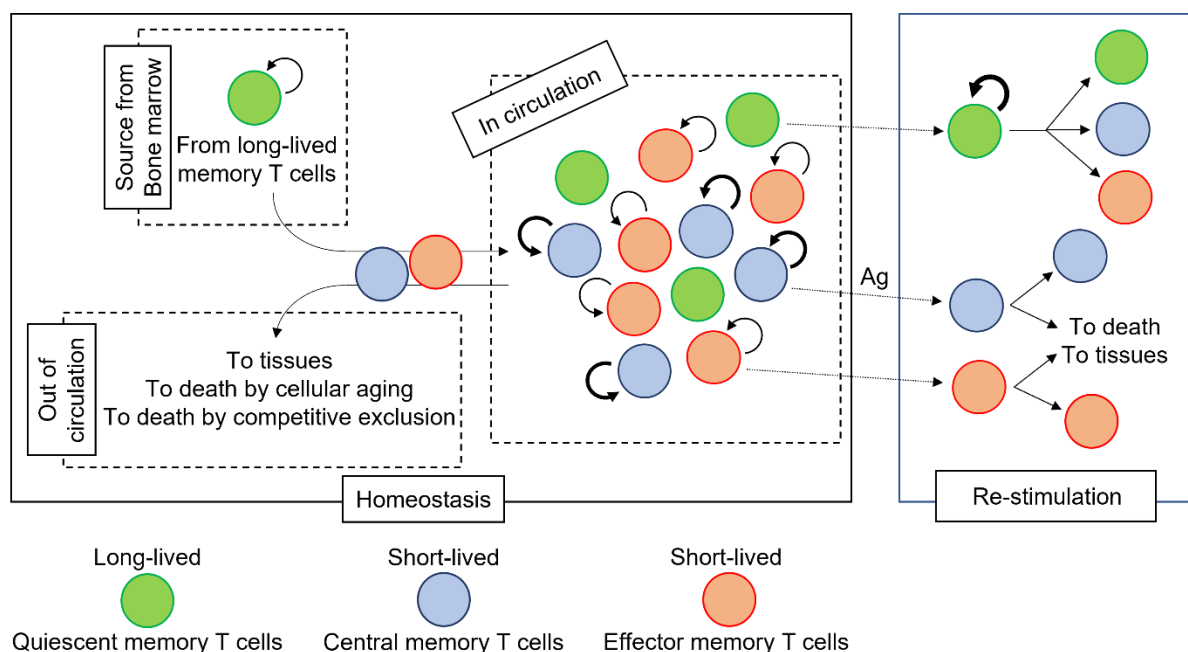 Source from
Bone marrow
From long-lived
memory T cells
In circulation
Out of
circulation
To tissues
To death by cellular aging
To death by competitive exclusion
Homeostasis
Ag
To death
To tissues
Re-stimulation
Long-lived
Quiescent memory T cells
Short-lived
Central memory T cells
Short-lived
Effector memory T cells